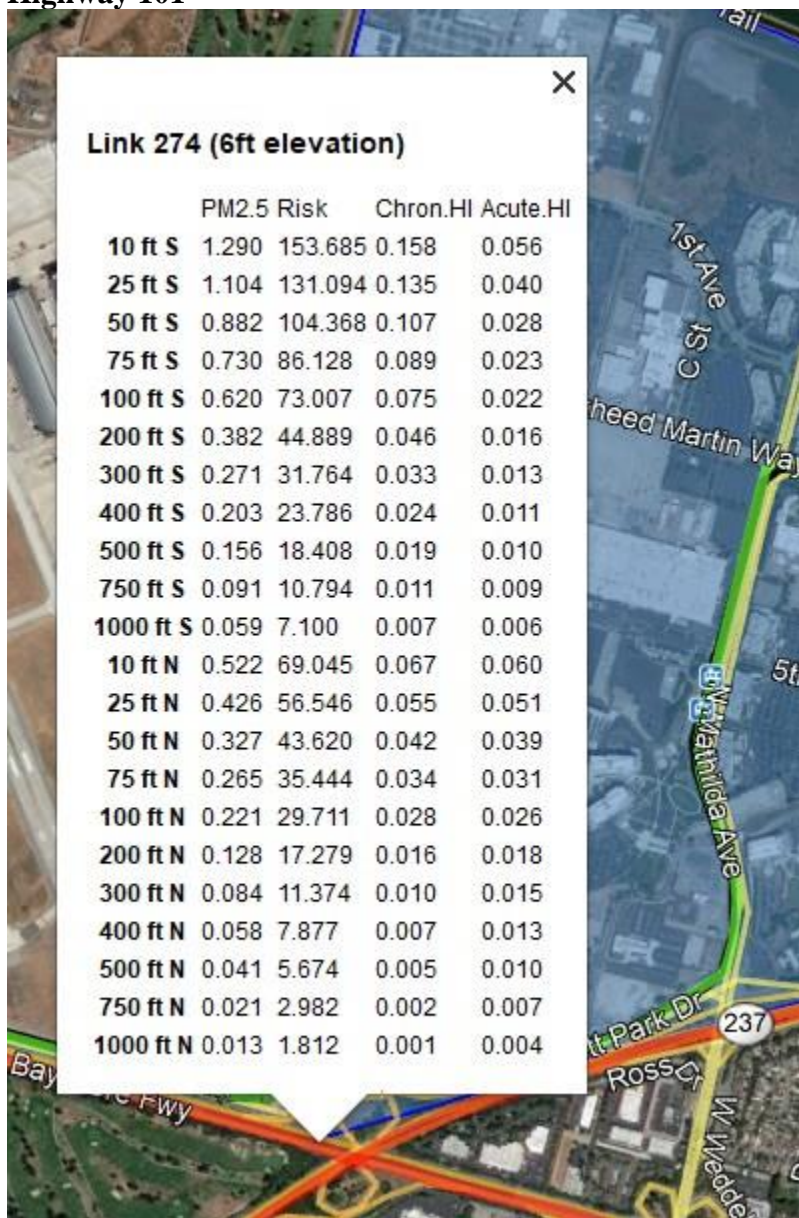 Highway 101
ail
Link 274 (6ft elevation)
PM2.5 Risk Chron.HI Acute.HI
10 ft S 1.290 153.685 0.158 0.056
25 ft S 1.104 131.094 0.135 0.040
50 ft S 0.882 104.368 0.107 0.028
75 ft S 0.730 86.128 0.089 0.023
100 ft S 0.620 73.007 0.075 0.022
200 ft S 0.382 44.889 0.046 0.016
300 ft S 0.271 31.764 0.033 0.013
400 ft S 0.203 23.786 0.024 0.011
500 ft S 0.156 18.408 0.019 0.010
750 ft S 0.091 10.794 0.011 0.009
1000 ft S 0.059 7.100 0.007 0.006
10 ft N 0.522 69.045 0.067 0.060
25 ft N 0.426 56.546 0.055 0.051
50 ft N 0.327 43.620 0.042 0.039
75 ft N 0.265 35.444 0.034 0.031
100 ft N 0.221 29.711 0.028 0.026
200 ft N 0.128 17.279 0.016 0.018
300 ft N 0.084 11.374 0.010 0.015
400 ft N 0.058 7.877 0.007 0.013
500 ft N 0.041 5.674 0.005 0.010
750 ft N 0.021 2.982 0.002 0.007
1000 ft N 0.013 1.812 0.001 0.004
1st Ave
C St
heed Martin Way
5t
N Mathilda Ave
tt Park Dr
237
Ross Dr
Bay re Fwy
W Wedde